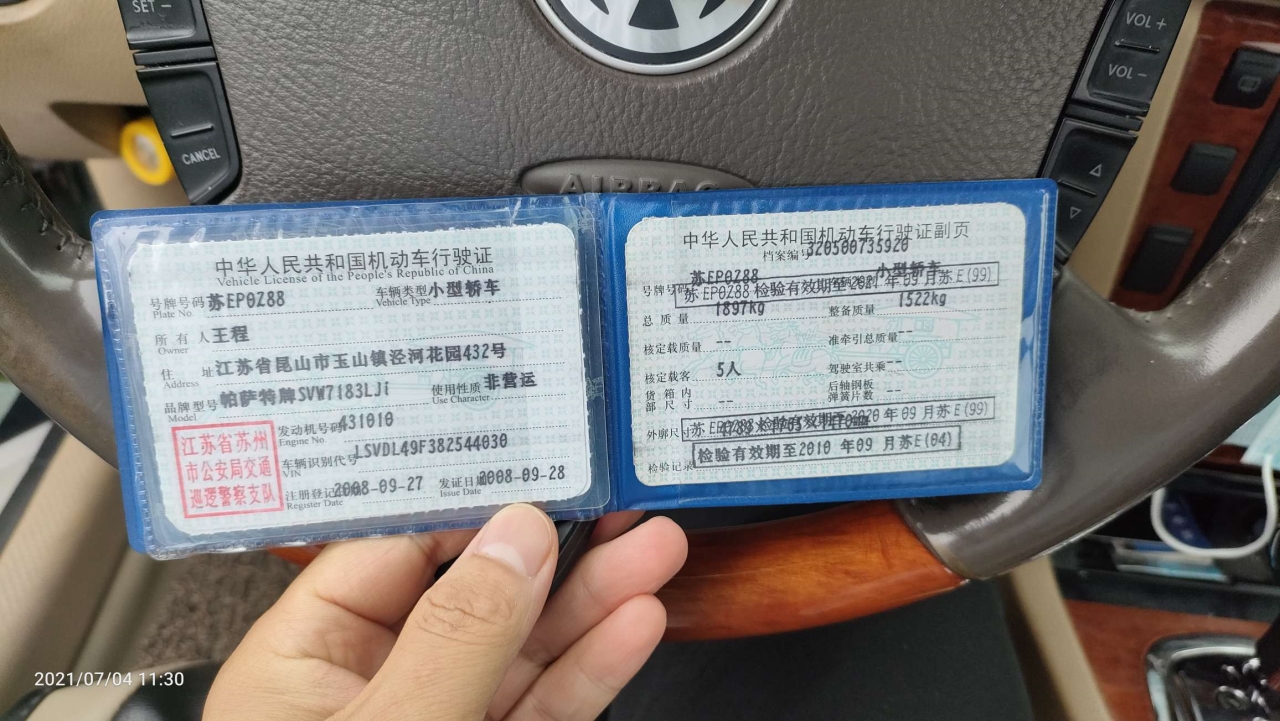 SET −
CANCEL
VOL +
VOL −
AIRBAG
中华人民共和国机动车行驶证
Vehicle License of the People's Republic of China
号牌号码 苏EP0Z88 车辆类型 小型轿车
Plate No. Vehicle Type
所有人 王程
Owner
住址 江苏省昆山市玉山镇泾河花园432号
Address
品牌型号 帕萨特牌SVW7183LJi 使用性质 非营运
Model Use Character
江苏省苏州
市公安局交通
巡逻警察支队
发动机号码 431010
Engine No.
车辆识别代号 LSVDL49F382544030
VIN
注册登记日期 2008-09-27 发证日期 2008-09-28
Register Date Issue Date
中华人民共和国机动车行驶证副页
档案编号 320500735920
号牌号码 苏EP0Z88 小型轿车
苏EP0Z88 检验有效期至2021 年 09 月苏E(99)
总质量 1897kg 整备质量 1522kg
核定载质量 -- 准牵引总质量 --
核定载客 5人 驾驶室共乘 --
货箱内 后轴钢板
部尺寸 -- 弹簧片数 --
苏EP0Z88 检验有效期至2020 年 09 月苏E(99)
外廓尺寸
检验有效期至2010 年 09 月苏E(04)
检验记录
2021/07/04 11:30